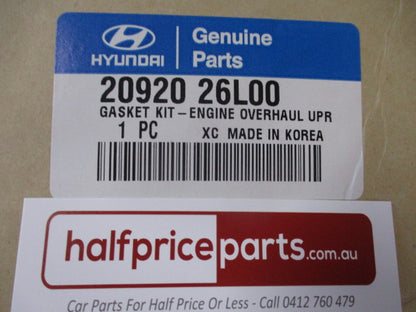 HYUNDAI
Genuine
Parts
20920 26L00
GASKET KIT-ENGINE OVERHAUL UPR
1 PC XC MADE IN KOREA
halfpriceparts.com.au
Car Parts For Half Price Or Less - Call 0412 760 479